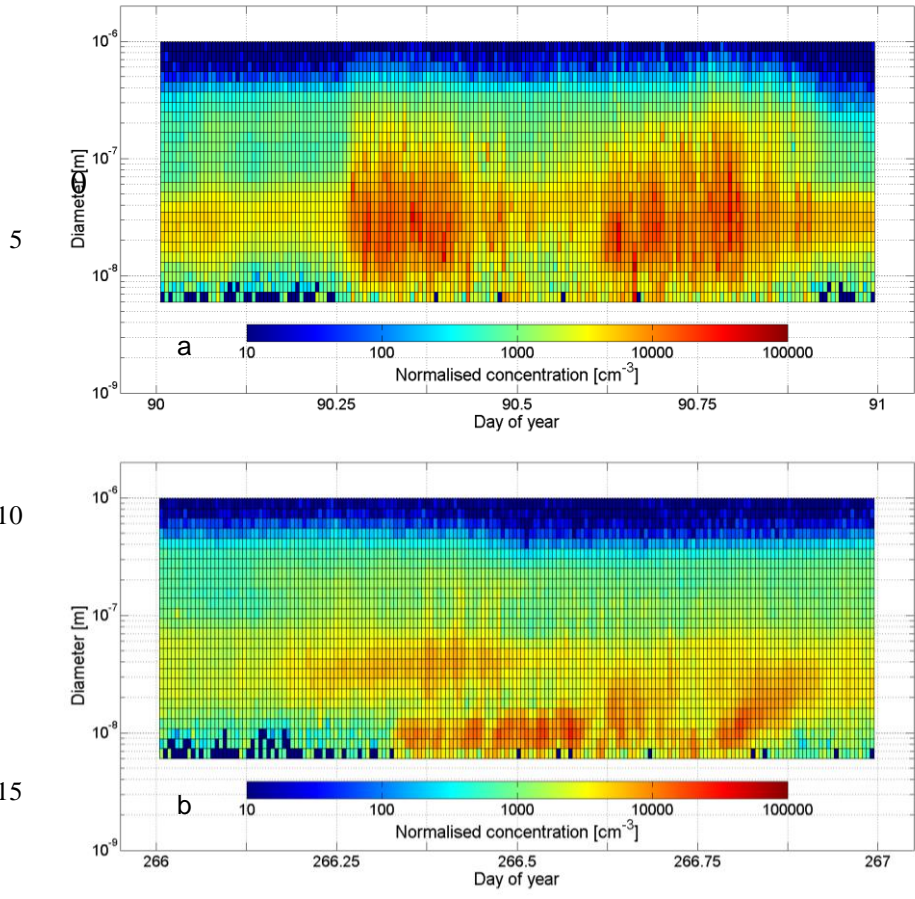 10^-6
10^-7
Diameter [m]
5
10^-8
a
10 100 1000 10000 100000
Normalised concentration [cm^-3]
10^-9
90 90.25 90.5 90.75 91
Day of year
10^-6
10
10^-7
Diameter [m]
10^-8
15
b
10 100 1000 10000 100000
Normalised concentration [cm^-3]
10^-9
266 266.25 266.5 266.75 267
Day of year